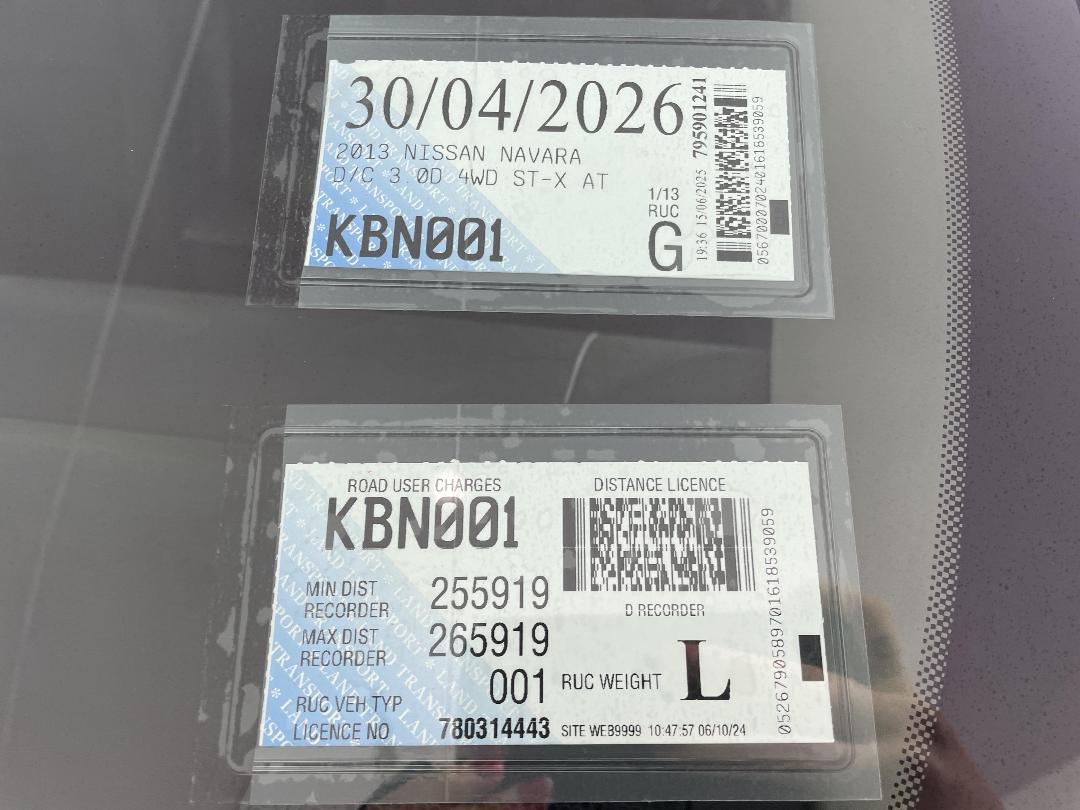 30/04/2026
2013 NISSAN NAVARA
D/C 3.0D 4WD ST-X AT
KBN001
1/13
RUC
G
19:36 15/06/2025 795901241
0567000702401618539059
ROAD USER CHARGES
KBN001
MIN DIST
RECORDER 255919
MAX DIST
RECORDER 265919
RUC VEH TYP 001
LICENCE NO 780314443
DISTANCE LICENCE
D RECORDER
RUC WEIGHT L
SITE WEB9999 10:47:57 06/10/24
0526790589701618539059